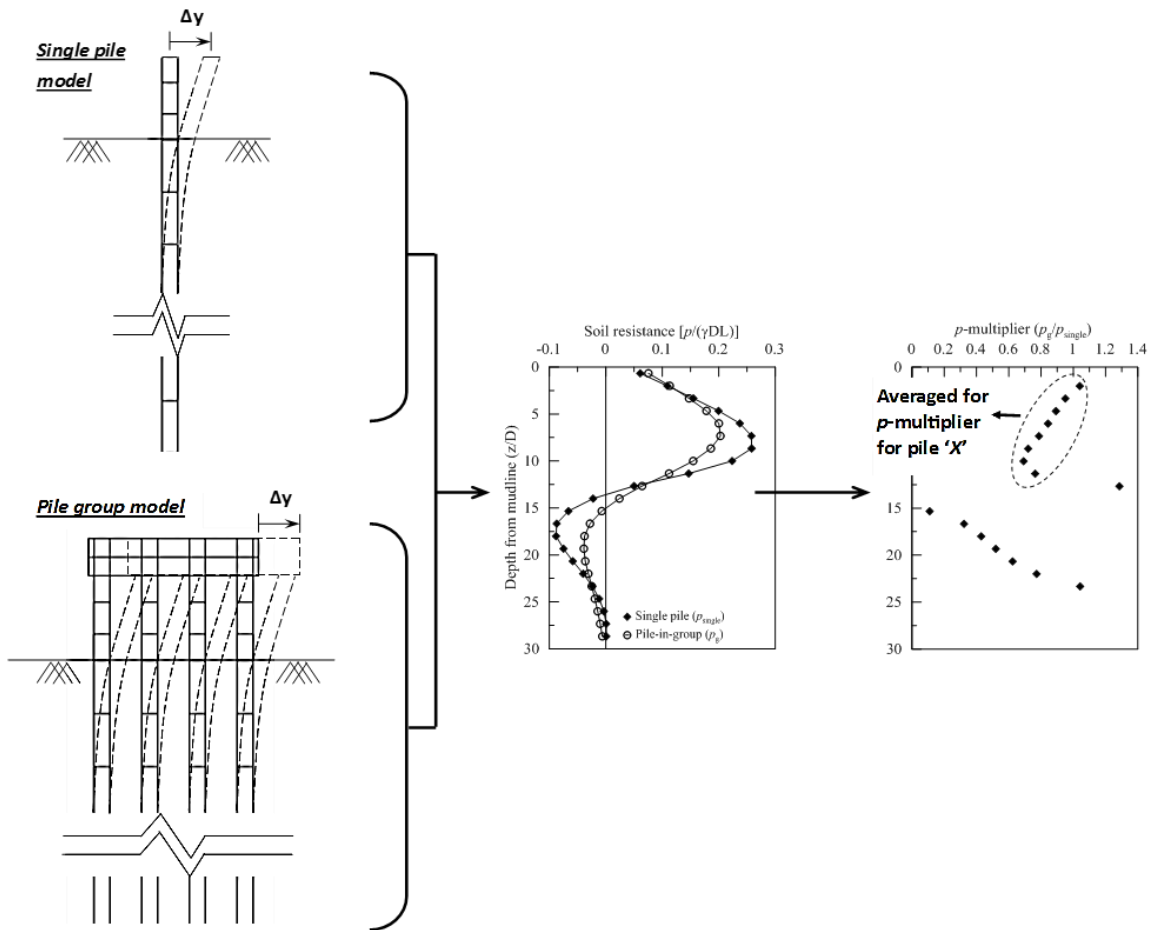 Δy
Single pile
model
Δy
Pile group model
Soil resistance [p/(γDL)]
-0.1 0 0.1 0.2 0.3
0
5
10
15
20
25
30
Depth from mudline (z/D)
Single pile (psingle)
Pile-in-group (pg)
p-multiplier (pg/psingle)
0 0.2 0.4 0.6 0.8 1 1.2 1.4
0
Averaged for
p-multiplier
for pile ‘X’
15
20
25
30